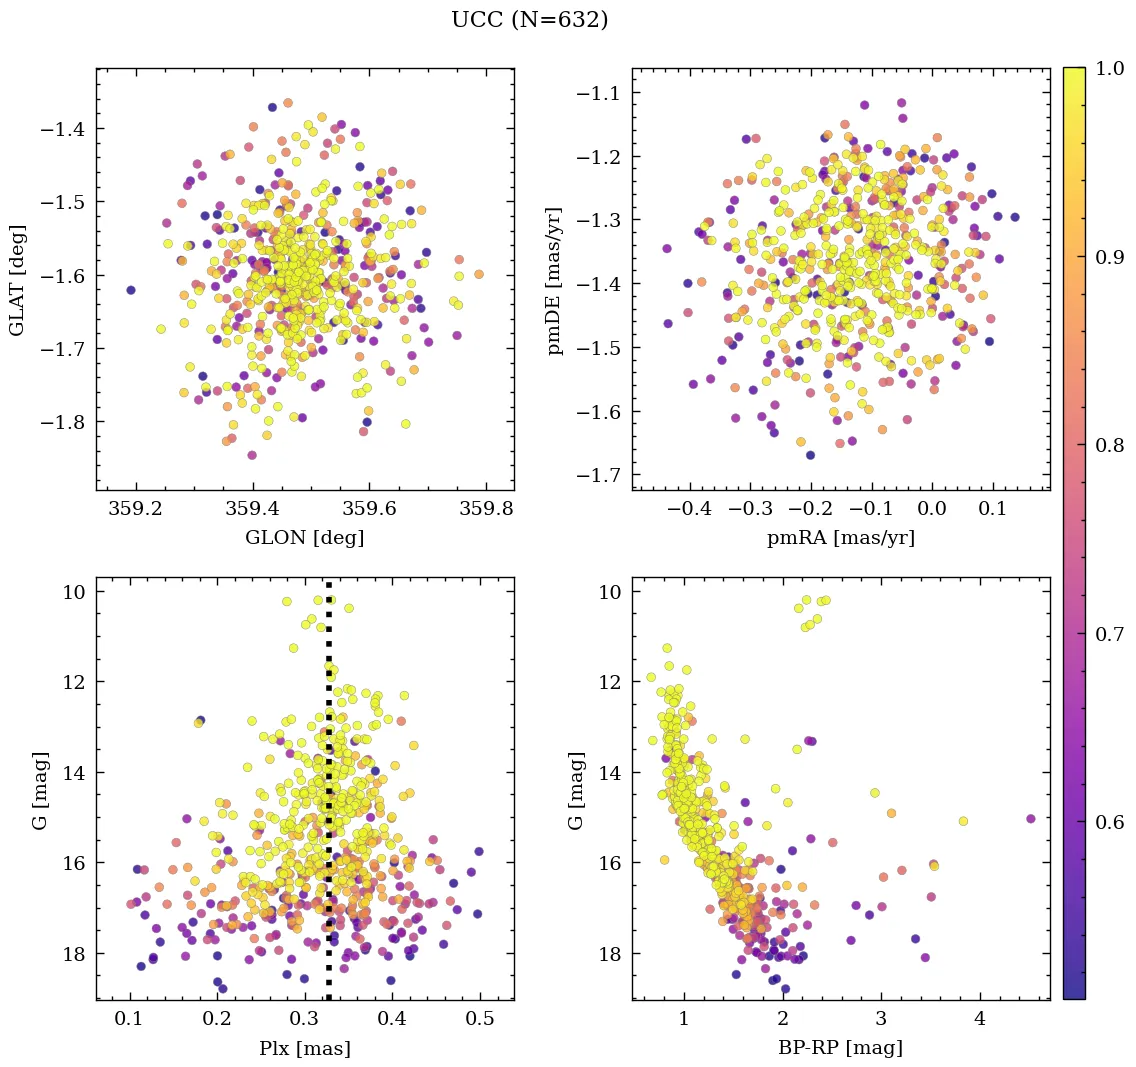 UCC (N=632)
−1.4
−1.5
−1.6
−1.7
−1.8
GLAT [deg]
359.2 359.4 359.6 359.8
GLON [deg]
−1.1
−1.2
−1.3
−1.4
−1.5
−1.6
−1.7
pmDE [mas/yr]
−0.4 −0.3 −0.2 −0.1 0.0 0.1
pmRA [mas/yr]
1.0
0.9
0.8
0.7
0.6
10
12
14
16
18
G [mag]
0.1 0.2 0.3 0.4 0.5
Plx [mas]
10
12
14
16
18
G [mag]
1 2 3 4
BP-RP [mag]